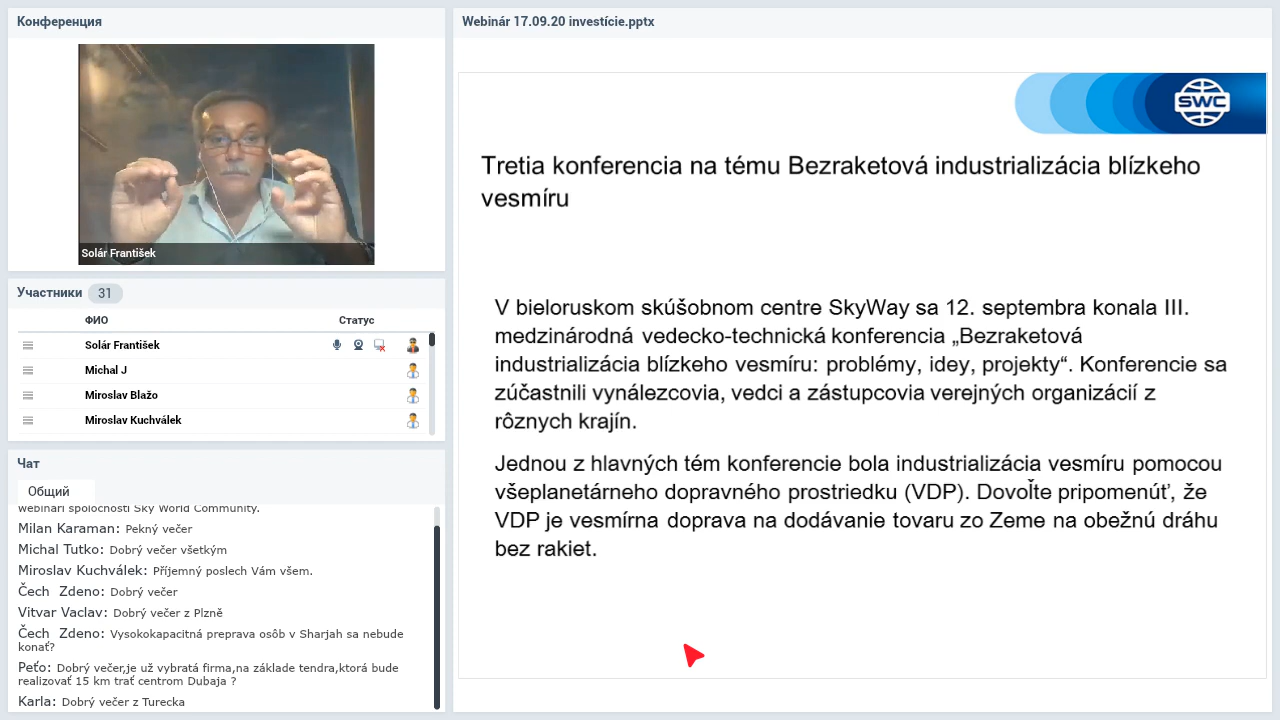 Конференция
Solár František
Участники 31
ФИО Статус
Solár František
Michal J
Miroslav Blažo
Miroslav Kuchválek
Чат
Общий
webinári spoločnosti Sky World Community.
Milan Karaman: Pekný večer
Michal Tutko: Dobrý večer všetkým
Miroslav Kuchválek: Příjemný poslech Vám všem.
Čech Zdeno: Dobrý večer
Vitvar Vaclav: Dobrý večer z Plzně
Čech Zdeno: Vysokokapacitná preprava osôb v Sharjah sa nebude
konať?
Peťo: Dobrý večer,je už vybratá firma,na základe tendra,ktorá bude
realizovať 15 km trať centrom Dubaja ?
Karla: Dobrý večer z Turecka
Webinár 17.09.20 investície.pptx
SWC
Tretia konferencia na tému Bezraketová industrializácia blízkeho
vesmíru
V bieloruskom skúšobnom centre SkyWay sa 12. septembra konala III.
medzinárodná vedecko-technická konferencia „Bezraketová
industrializácia blízkeho vesmíru: problémy, idey, projekty“. Konferencie sa
zúčastnili vynálezcovia, vedci a zástupcovia verejných organizácií z
rôznych krajín.
Jednou z hlavných tém konferencie bola industrializácia vesmíru pomocou
všeplanetárneho dopravného prostriedku (VDP). Dovoľte pripomenúť, že
VDP je vesmírna doprava na dodávanie tovaru zo Zeme na obežnú dráhu
bez rakiet.